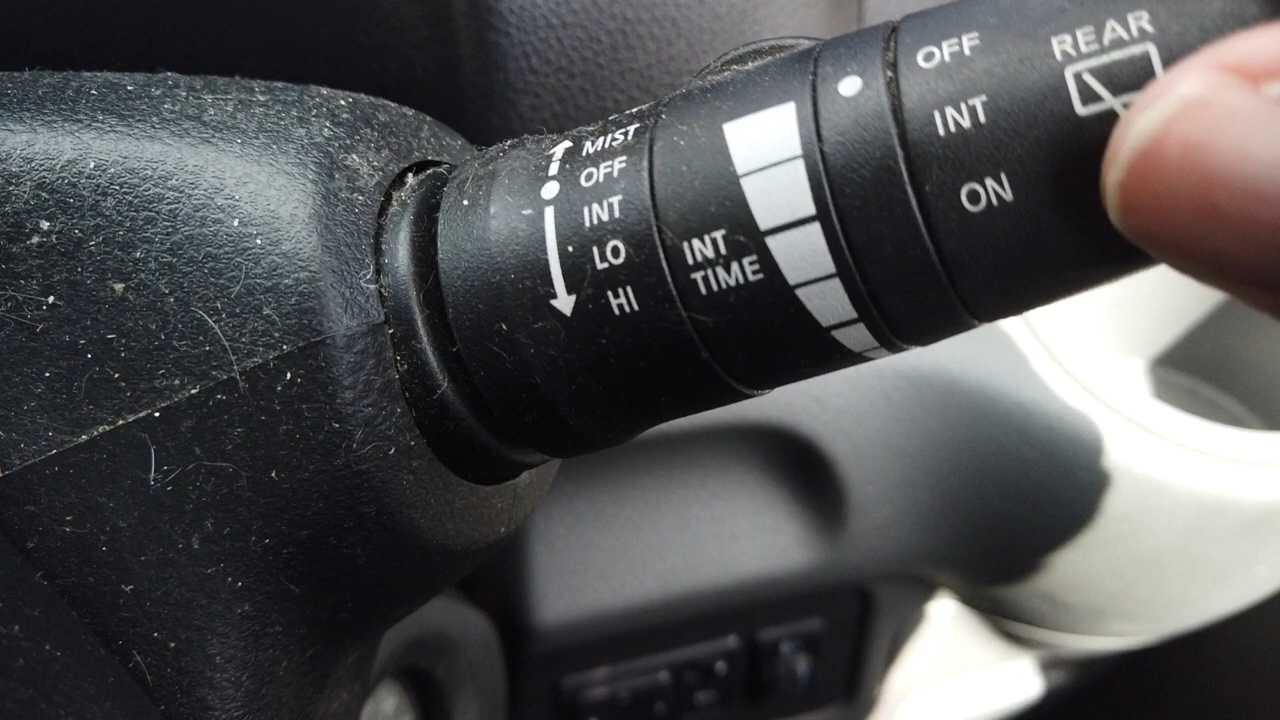 MIST
OFF
INT
LO
HI
INT
TIME
OFF
INT
ON
REAR